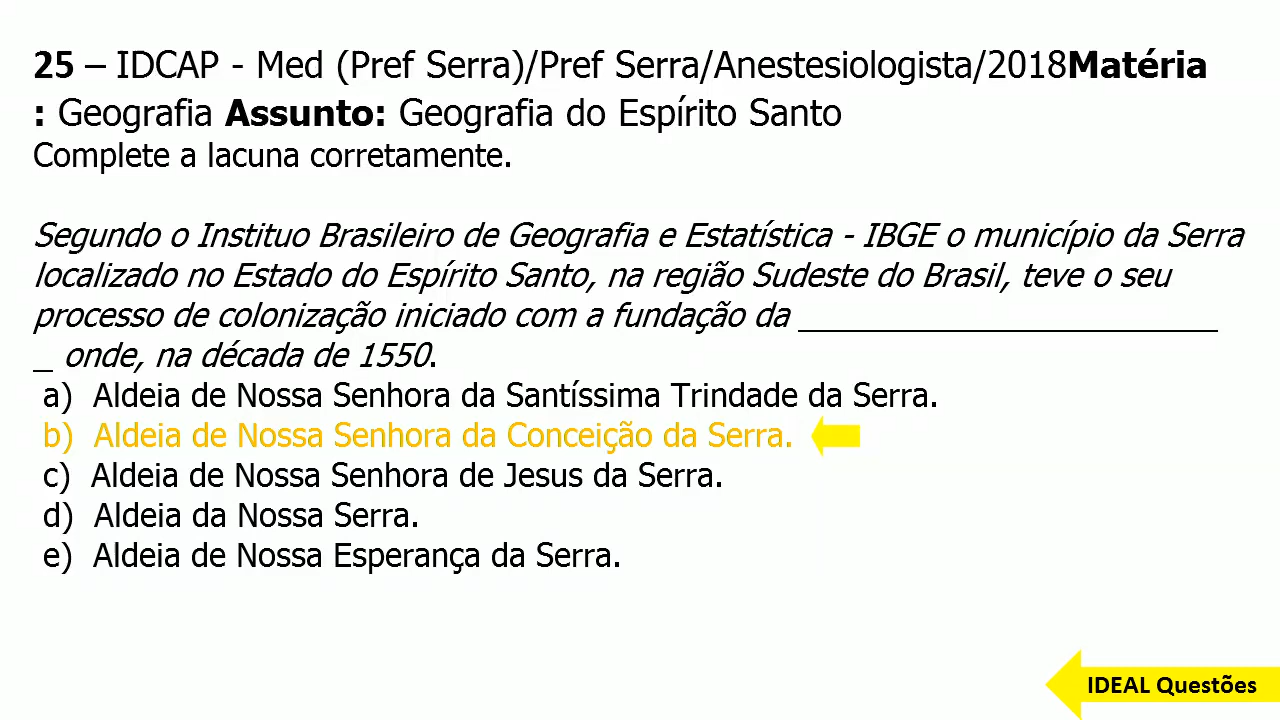 25 – IDCAP - Med (Pref Serra)/Pref Serra/Anestesiologista/2018Matéria
: Geografia Assunto: Geografia do Espírito Santo
Complete a lacuna corretamente.
Segundo o Instituo Brasileiro de Geografia e Estatística - IBGE o município da Serra
localizado no Estado do Espírito Santo, na região Sudeste do Brasil, teve o seu
processo de colonização iniciado com a fundação da _______________________
_ onde, na década de 1550.
a) Aldeia de Nossa Senhora da Santíssima Trindade da Serra.
b) Aldeia de Nossa Senhora da Conceição da Serra.
c) Aldeia de Nossa Senhora de Jesus da Serra.
d) Aldeia da Nossa Serra.
e) Aldeia de Nossa Esperança da Serra.
IDEAL Questões